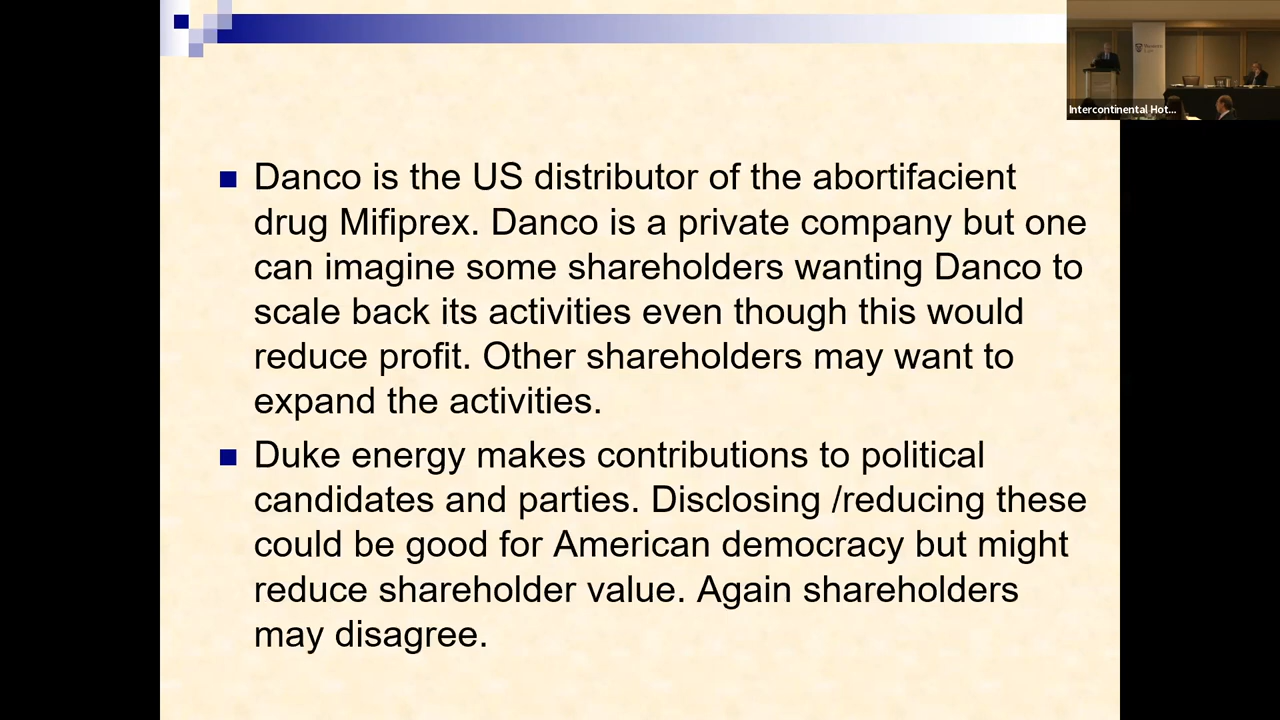 Intercontinental Hot...
Danco is the US distributor of the abortifacient
drug Mifiprex. Danco is a private company but one
can imagine some shareholders wanting Danco to
scale back its activities even though this would
reduce profit. Other shareholders may want to
expand the activities.
Duke energy makes contributions to political
candidates and parties. Disclosing /reducing these
could be good for American democracy but might
reduce shareholder value. Again shareholders
may disagree.